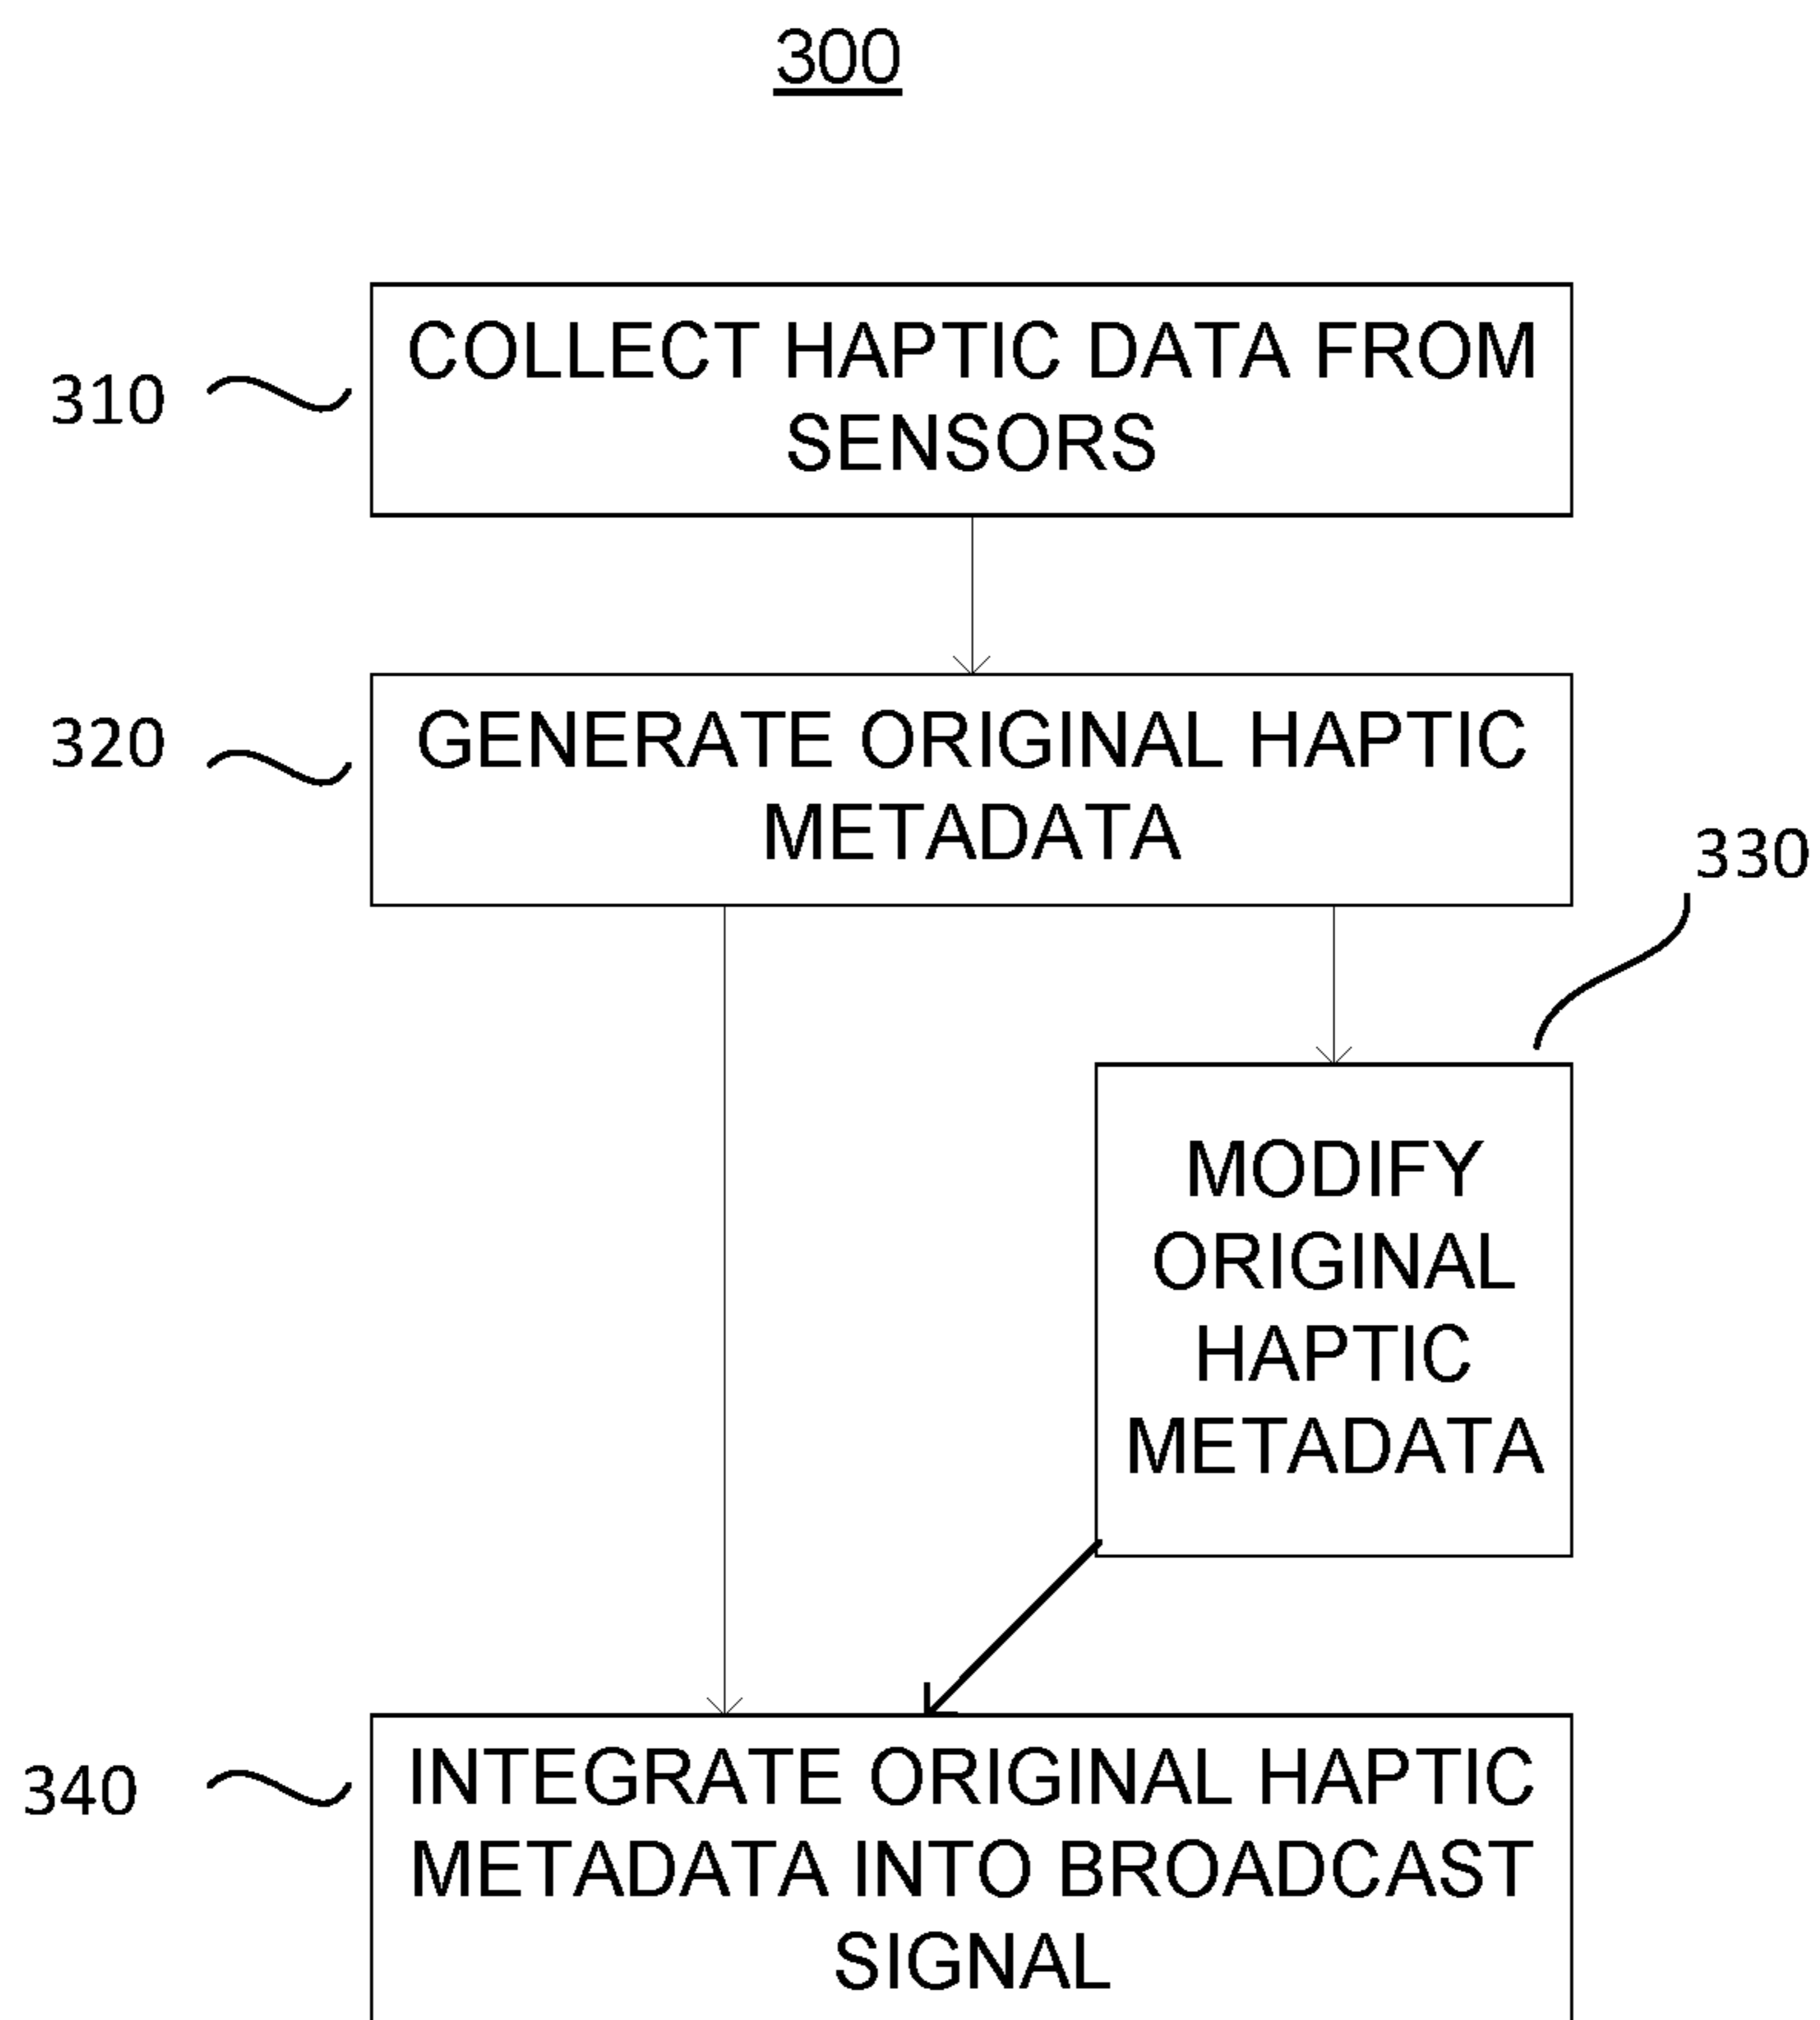 300
310
COLLECT HAPTIC DATA FROM
SENSORS
320
GENERATE ORIGINAL HAPTIC
METADATA
330
MODIFY
ORIGINAL
HAPTIC
METADATA
340
INTEGRATE ORIGINAL HAPTIC
METADATA INTO BROADCAST
SIGNAL